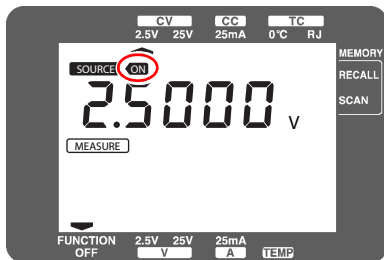 CV CC TC
2.5V 25V 25mA 0℃ RJ
MEMORY
SOURCE ON
RECALL
2.5000 V
SCAN
MEASURE
FUNCTION 2.5V 25V 25mA
OFF V A TEMP